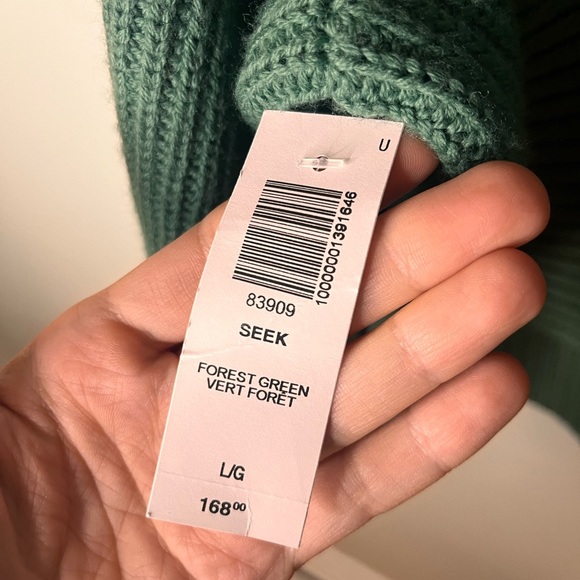 U
10000001391646
83909
SEEK
FOREST GREEN
VERT FORÊT
L/G
168⁰⁰